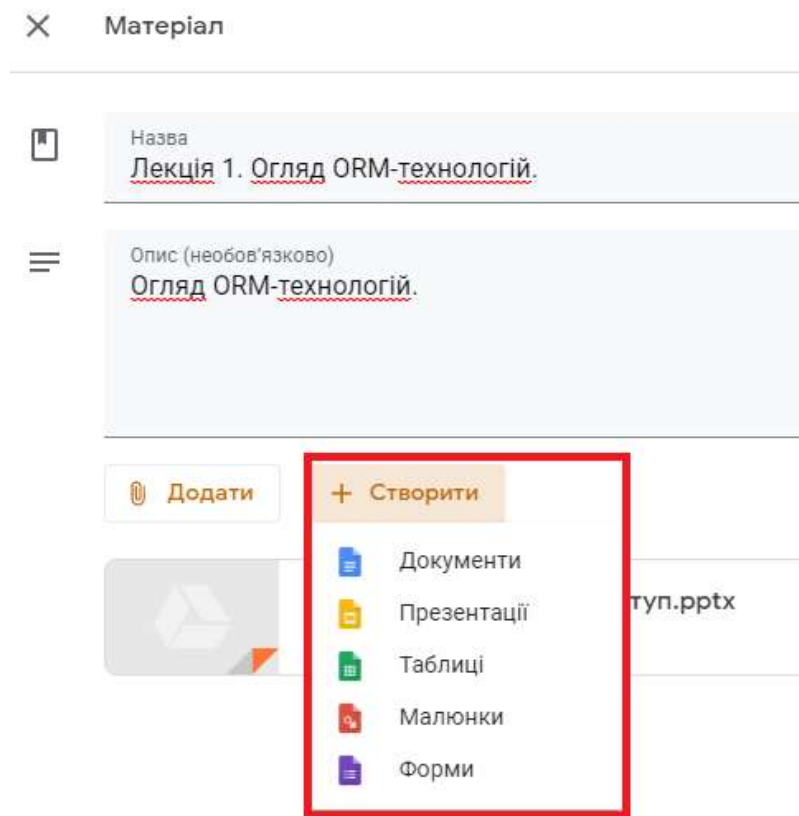 Матеріал
Назва
Лекція 1. Огляд ORM-технологій.
Опис (необов'язково)
Огляд ORM-технологій.
Додати
+ Створити
Документи
Презентації
туп.pptx
Таблиці
Малюнки
Форми